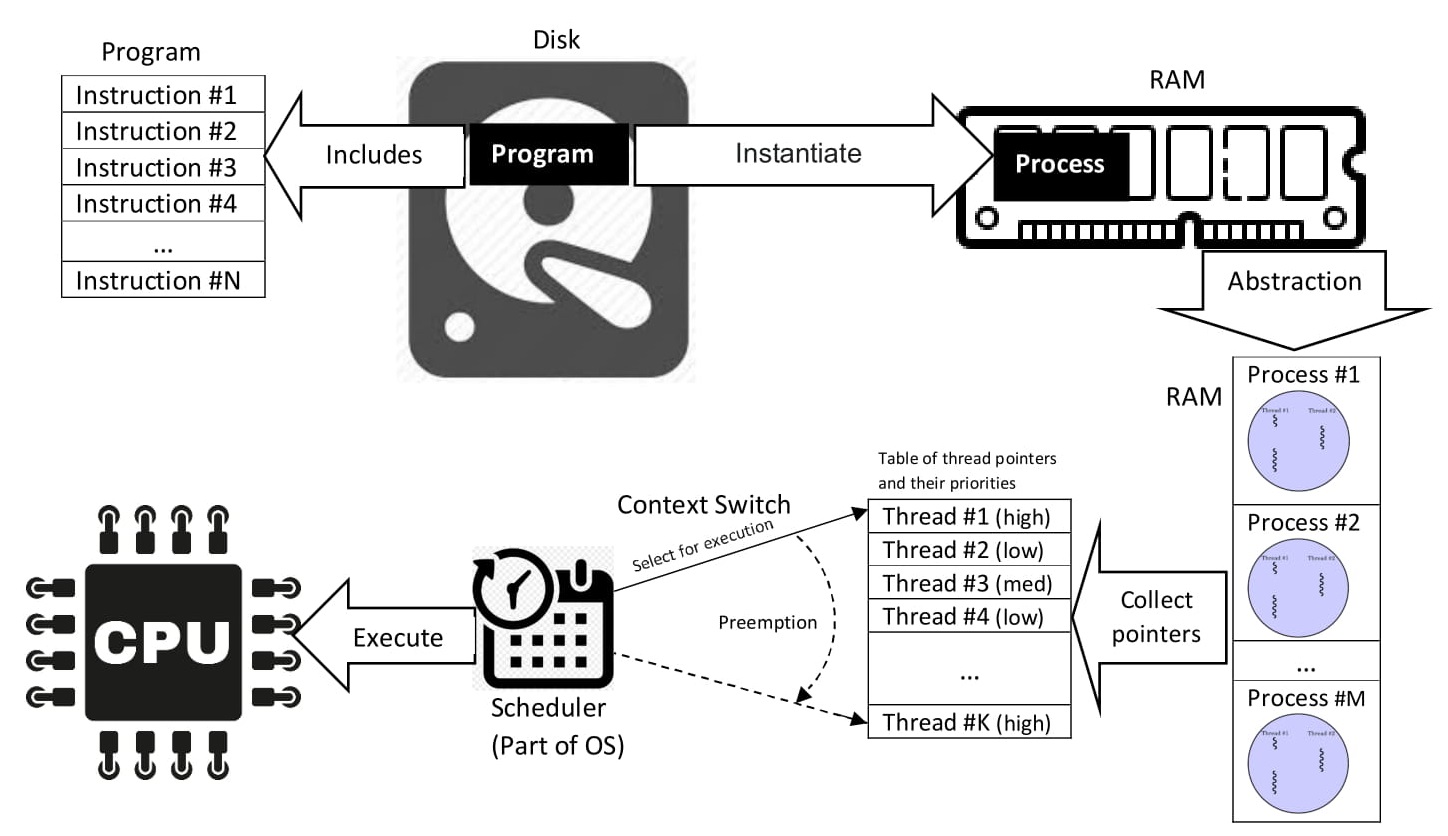 Program
Instruction #1
Instruction #2
Instruction #3
Instruction #4
...
Instruction #N
Includes
Disk
Program
Instantiate
RAM
Process
Abstraction
RAM
Process #1
Thread #1 Thread #2
Process #2
Thread #1 Thread #2
...
Process #M
Thread #1 Thread #2
Collect
pointers
Table of thread pointers
and their priorities
Thread #1 (high)
Thread #2 (low)
Thread #3 (med)
Thread #4 (low)
...
Thread #K (high)
Context Switch
Select for execution
Preemption
Scheduler
(Part of OS)
Execute
CPU